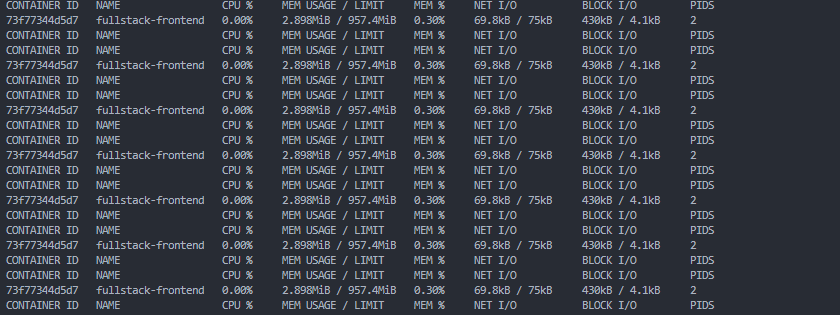 CONTAINER ID   NAME                 CPU %     MEM USAGE / LIMIT     MEM %     NET I/O           BLOCK I/O         PIDS
73f77344d5d7   fullstack-frontend   0.00%     2.898MiB / 957.4MiB   0.30%     69.8kB / 75kB     430kB / 4.1kB     2
CONTAINER ID   NAME                 CPU %     MEM USAGE / LIMIT     MEM %     NET I/O           BLOCK I/O         PIDS
CONTAINER ID   NAME                 CPU %     MEM USAGE / LIMIT     MEM %     NET I/O           BLOCK I/O         PIDS
73f77344d5d7   fullstack-frontend   0.00%     2.898MiB / 957.4MiB   0.30%     69.8kB / 75kB     430kB / 4.1kB     2
CONTAINER ID   NAME                 CPU %     MEM USAGE / LIMIT     MEM %     NET I/O           BLOCK I/O         PIDS
CONTAINER ID   NAME                 CPU %     MEM USAGE / LIMIT     MEM %     NET I/O           BLOCK I/O         PIDS
73f77344d5d7   fullstack-frontend   0.00%     2.898MiB / 957.4MiB   0.30%     69.8kB / 75kB     430kB / 4.1kB     2
CONTAINER ID   NAME                 CPU %     MEM USAGE / LIMIT     MEM %     NET I/O           BLOCK I/O         PIDS
CONTAINER ID   NAME                 CPU %     MEM USAGE / LIMIT     MEM %     NET I/O           BLOCK I/O         PIDS
73f77344d5d7   fullstack-frontend   0.00%     2.898MiB / 957.4MiB   0.30%     69.8kB / 75kB     430kB / 4.1kB     2
CONTAINER ID   NAME                 CPU %     MEM USAGE / LIMIT     MEM %     NET I/O           BLOCK I/O         PIDS
CONTAINER ID   NAME                 CPU %     MEM USAGE / LIMIT     MEM %     NET I/O           BLOCK I/O         PIDS
73f77344d5d7   fullstack-frontend   0.00%     2.898MiB / 957.4MiB   0.30%     69.8kB / 75kB     430kB / 4.1kB     2
CONTAINER ID   NAME                 CPU %     MEM USAGE / LIMIT     MEM %     NET I/O           BLOCK I/O         PIDS
CONTAINER ID   NAME                 CPU %     MEM USAGE / LIMIT     MEM %     NET I/O           BLOCK I/O         PIDS
73f77344d5d7   fullstack-frontend   0.00%     2.898MiB / 957.4MiB   0.30%     69.8kB / 75kB     430kB / 4.1kB     2
CONTAINER ID   NAME                 CPU %     MEM USAGE / LIMIT     MEM %     NET I/O           BLOCK I/O         PIDS
CONTAINER ID   NAME                 CPU %     MEM USAGE / LIMIT     MEM %     NET I/O           BLOCK I/O         PIDS
73f77344d5d7   fullstack-frontend   0.00%     2.898MiB / 957.4MiB   0.30%     69.8kB / 75kB     430kB / 4.1kB     2
CONTAINER ID   NAME                 CPU %     MEM USAGE / LIMIT     MEM %     NET I/O           BLOCK I/O         PIDS